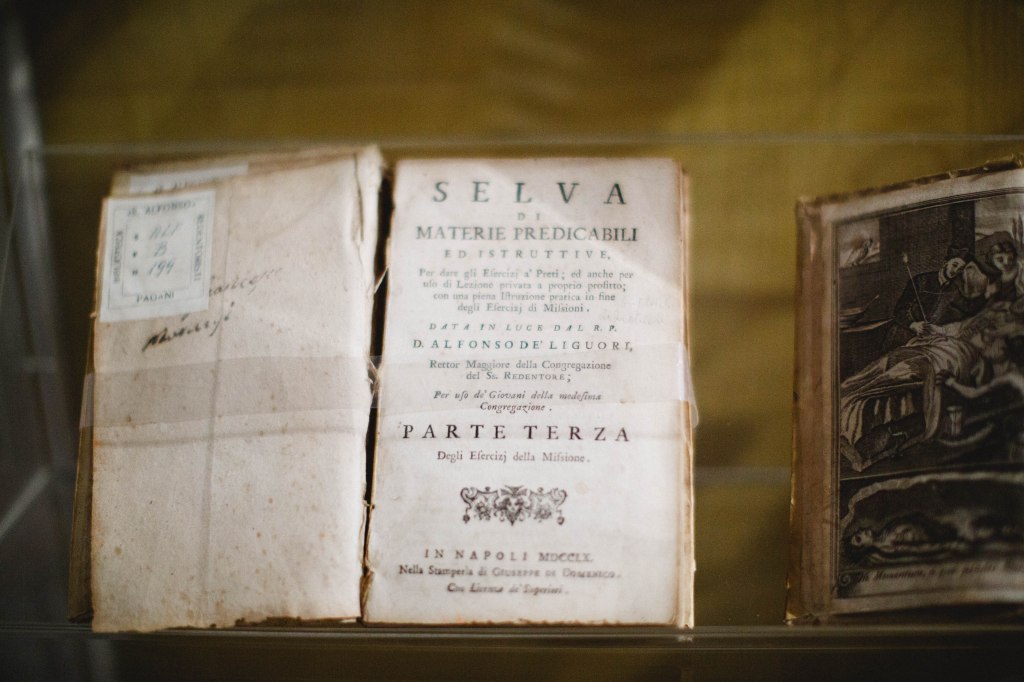 S. ALFONSO
REDENTORISTI
PAGANI
SELVA
DI
MATERIE PREDICABILI
ED ISTRUTTIVE,
Per dare gli Esercizj a' Preti; ed anche per
uso di Lezione privata a proprio profitto;
con una piena Istruzione pratica in fine
degli Esercizj di Missioni.
DATA IN LUCE DAL R. P.
D. ALFONSO DE' LIGUORI,
Rettor Maggiore della Congregazione
del Ss. REDENTORE;
Per uso de' Giovani della medesima
Congregazione.
PARTE TERZA
Degli Esercizj della Missione.
IN NAPOLI MDCCLX.
Nella Stamperia di GIUSEPPE DI DOMENICO.
Con Licenza de' Superiori.